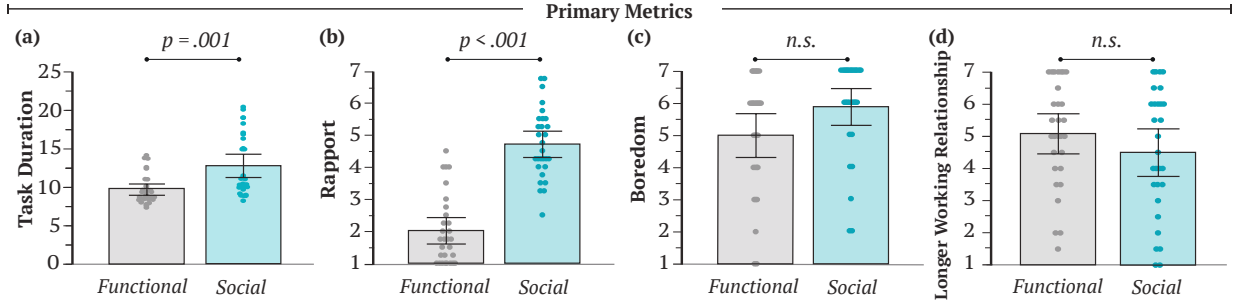 Primary Metrics
(a)
p = .001
Task Duration
25
20
15
10
5
0
Functional
Social
(b)
p < .001
Rapport
7
6
5
4
3
2
1
Functional
Social
(c)
n.s.
Boredom
7
6
5
4
3
2
1
Functional
Social
(d)
n.s.
Longer Working Relationship
7
6
5
4
3
2
1
Functional
Social